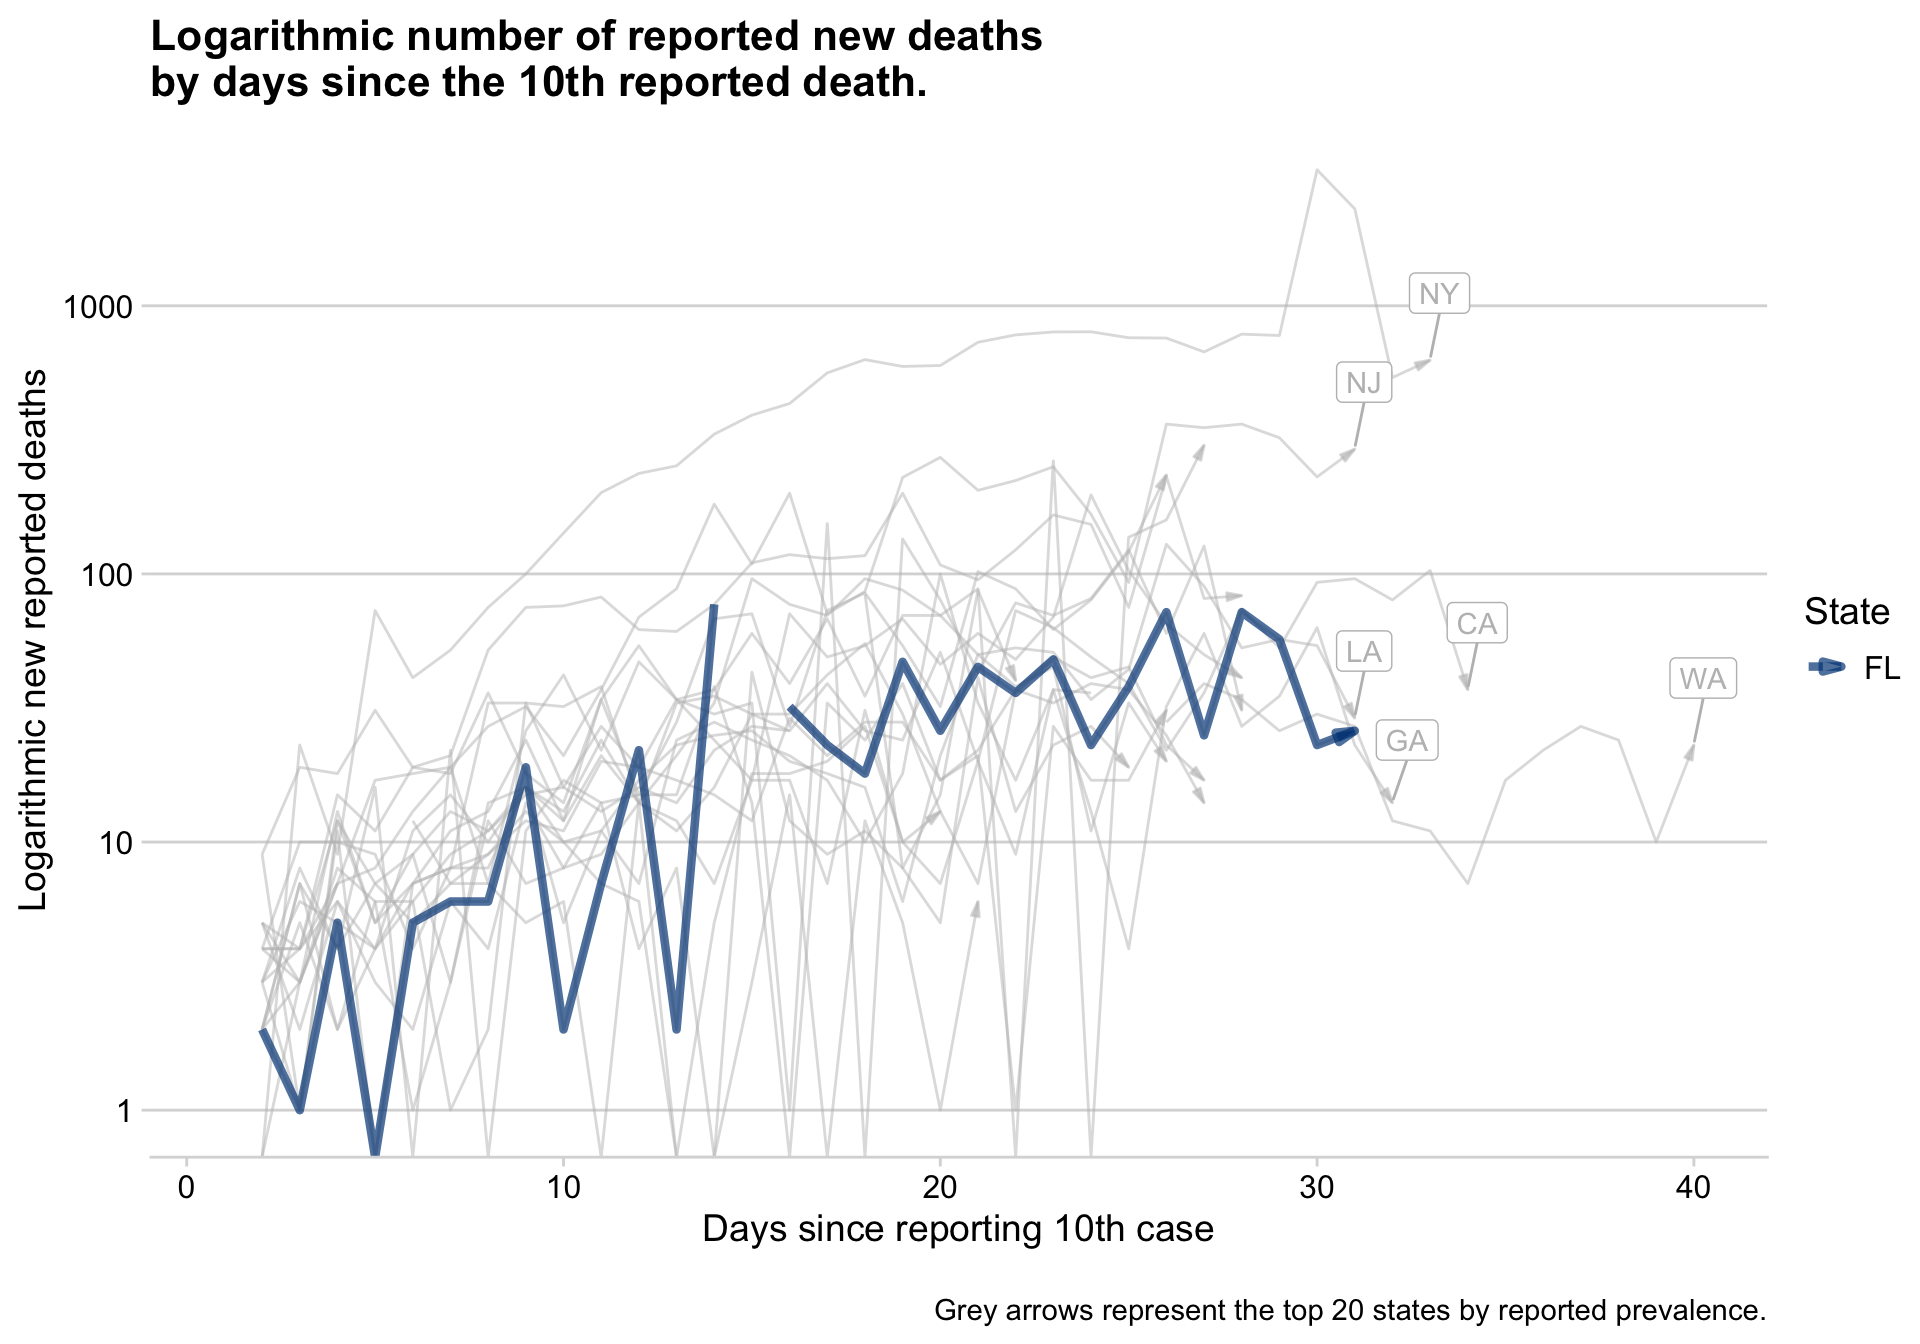 Logarithmic number of reported new deaths
by days since the 10th reported death.
Logarithmic new reported deaths
1000
100
10
1
NY
NJ
CA
LA
WA
GA
State
FL
0 10 20 30 40
Days since reporting 10th case
Grey arrows represent the top 20 states by reported prevalence.